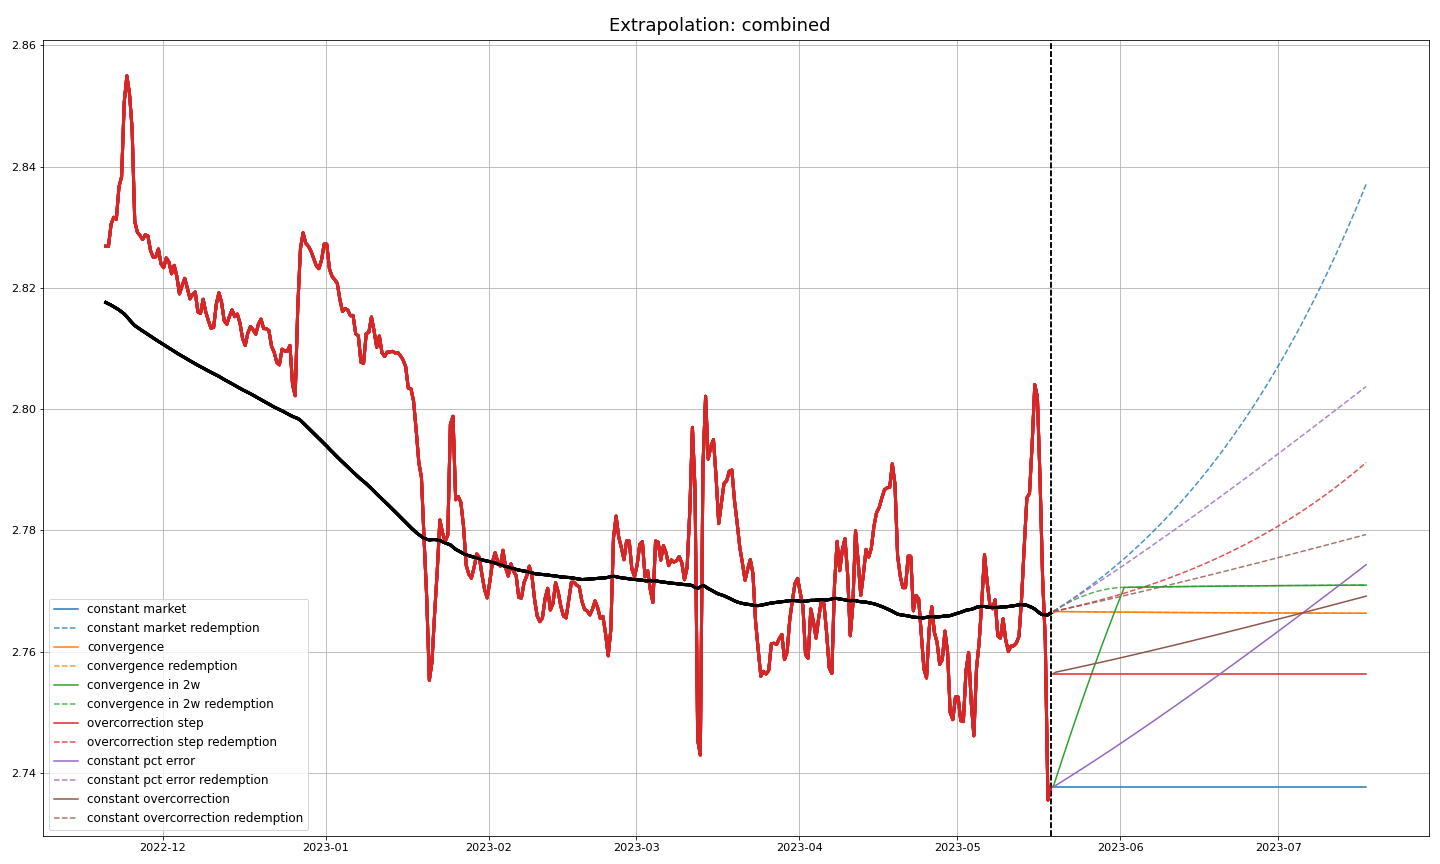 Extrapolation: combined
2.86
2.84
2.82
2.80
2.78
2.76
2.74
constant market
constant market redemption
convergence
convergence redemption
convergence in 2w
convergence in 2w redemption
overcorrection step
overcorrection step redemption
constant pct error
constant pct error redemption
constant overcorrection
constant overcorrection redemption
2022-12 2023-01 2023-02 2023-03 2023-04 2023-05 2023-06 2023-07